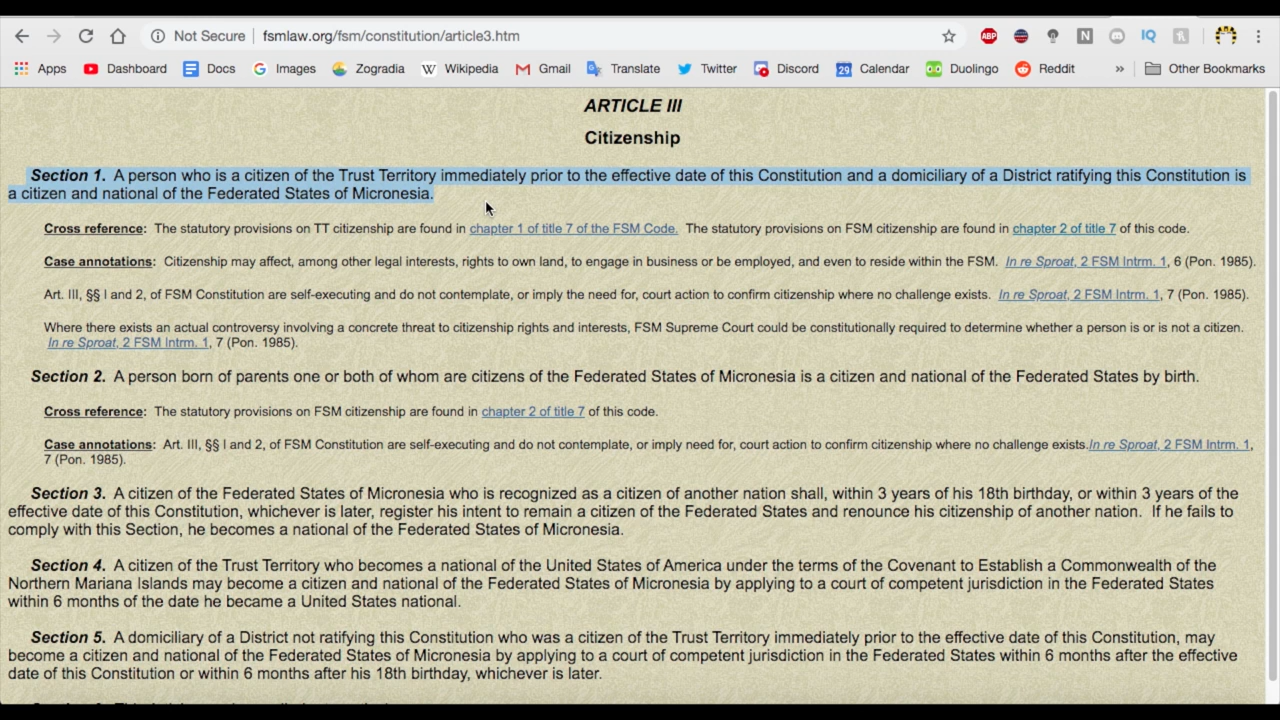 Not Secure fsmlaw.org/fsm/constitution/article3.htm ABP N IQ h
Apps Dashboard Docs Images Zogradia W Wikipedia Gmail Translate Twitter Discord 29 Calendar Duolingo Reddit » Other Bookmarks
ARTICLE III
Citizenship
Section 1. A person who is a citizen of the Trust Territory immediately prior to the effective date of this Constitution and a domiciliary of a District ratifying this Constitution is
a citizen and national of the Federated States of Micronesia.
Cross reference: The statutory provisions on TT citizenship are found in chapter 1 of title 7 of the FSM Code. The statutory provisions on FSM citizenship are found in chapter 2 of title 7 of this code.
Case annotations: Citizenship may affect, among other legal interests, rights to own land, to engage in business or be employed, and even to reside within the FSM. In re Sproat, 2 FSM Intrm. 1, 6 (Pon. 1985).
Art. III, §§ I and 2, of FSM Constitution are self-executing and do not contemplate, or imply the need for, court action to confirm citizenship where no challenge exists. In re Sproat, 2 FSM Intrm. 1, 7 (Pon. 1985).
Where there exists an actual controversy involving a concrete threat to citizenship rights and interests, FSM Supreme Court could be constitutionally required to determine whether a person is or is not a citizen.
In re Sproat, 2 FSM Intrm. 1, 7 (Pon. 1985).
Section 2. A person born of parents one or both of whom are citizens of the Federated States of Micronesia is a citizen and national of the Federated States by birth.
Cross reference: The statutory provisions on FSM citizenship are found in chapter 2 of title 7 of this code.
Case annotations: Art. III, §§ I and 2, of FSM Constitution are self-executing and do not contemplate, or imply need for, court action to confirm citizenship where no challenge exists.In re Sproat, 2 FSM Intrm. 1,
7 (Pon. 1985).
Section 3. A citizen of the Federated States of Micronesia who is recognized as a citizen of another nation shall, within 3 years of his 18th birthday, or within 3 years of the
effective date of this Constitution, whichever is later, register his intent to remain a citizen of the Federated States and renounce his citizenship of another nation. If he fails to
comply with this Section, he becomes a national of the Federated States of Micronesia.
Section 4. A citizen of the Trust Territory who becomes a national of the United States of America under the terms of the Covenant to Establish a Commonwealth of the
Northern Mariana Islands may become a citizen and national of the Federated States of Micronesia by applying to a court of competent jurisdiction in the Federated States
within 6 months of the date he became a United States national.
Section 5. A domiciliary of a District not ratifying this Constitution who was a citizen of the Trust Territory immediately prior to the effective date of this Constitution, may
become a citizen and national of the Federated States of Micronesia by applying to a court of competent jurisdiction in the Federated States within 6 months after the effective
date of this Constitution or within 6 months after his 18th birthday, whichever is later.